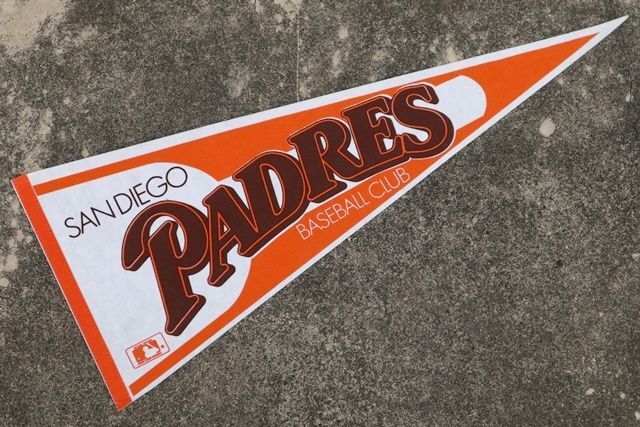 SAN DIEGO
PADRES
BASEBALL CLUB